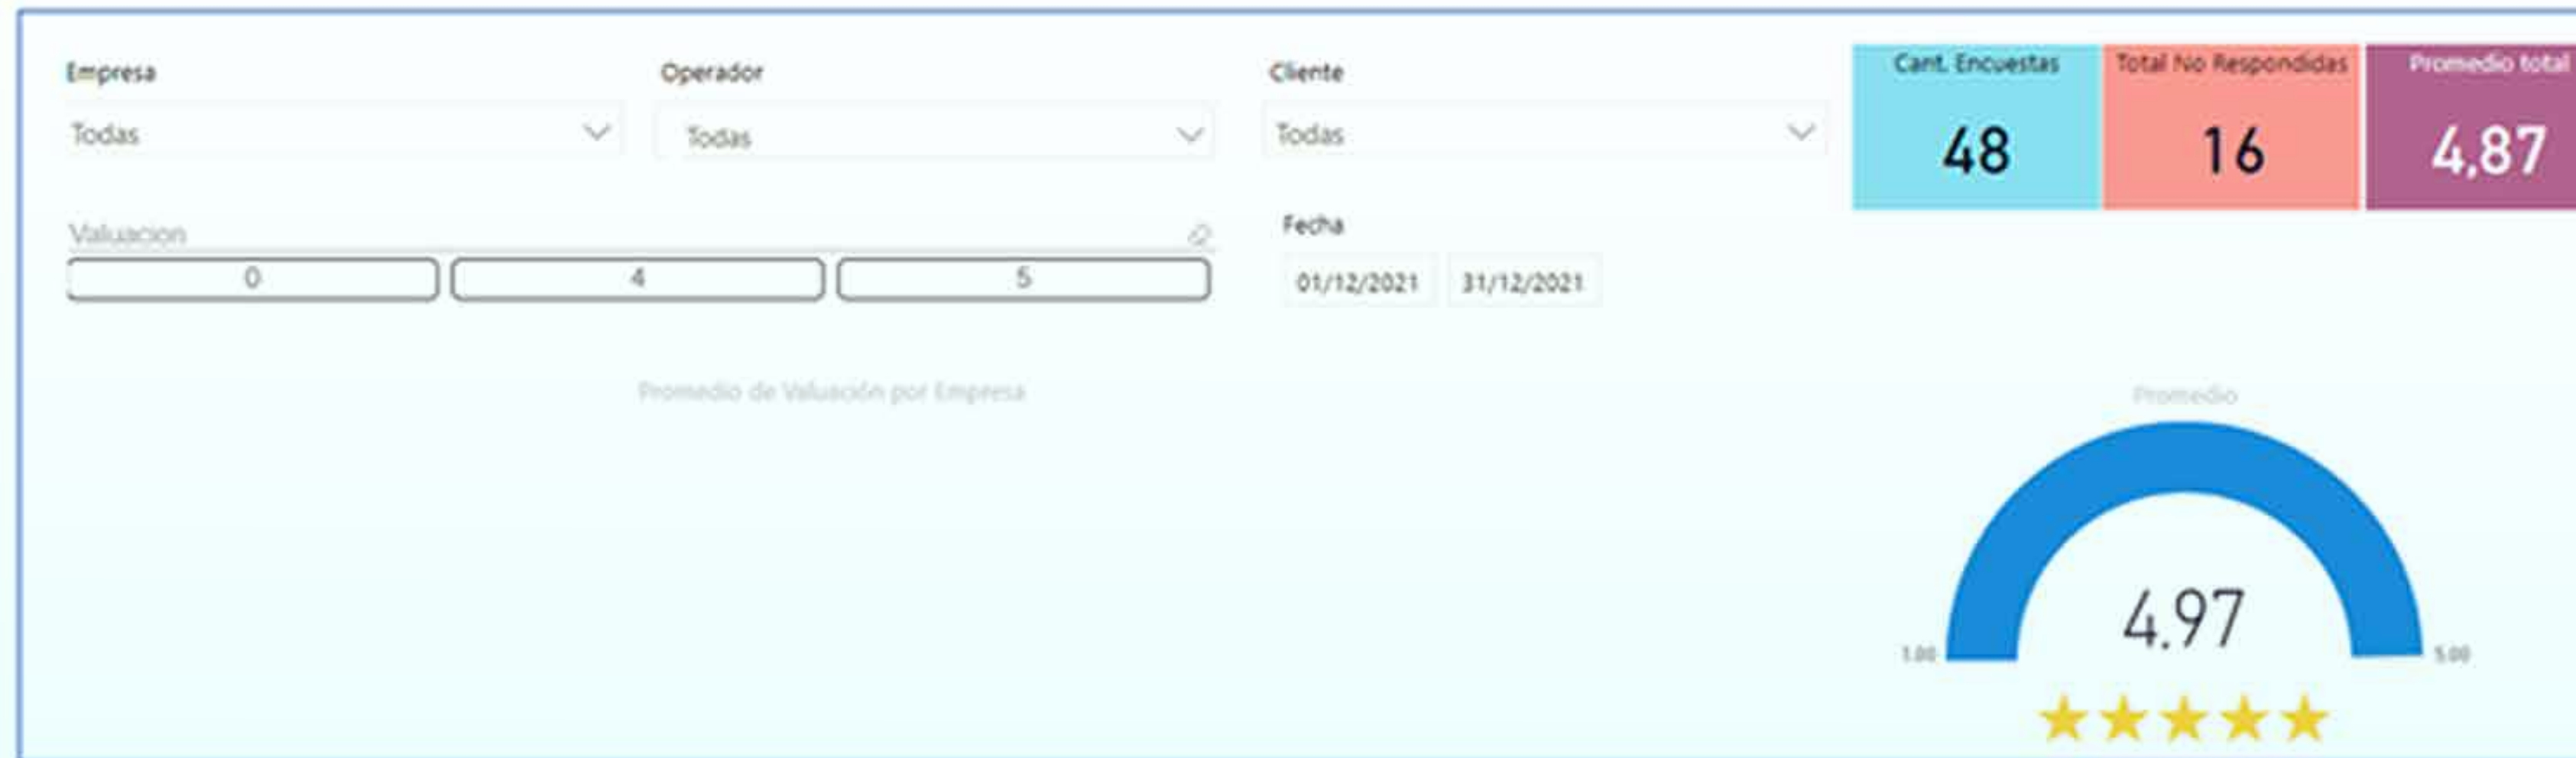 Empresa
Todas
Operador
Todas
Cliente
Todas
Cant. Encuestas
48
Total No Respondidas
16
Promedio total
4,87
Valuacion
0
4
5
Fecha
01/12/2021
31/12/2021
Promedio de Valuación por Empresa
Promedio
4.97
1.00
5.00